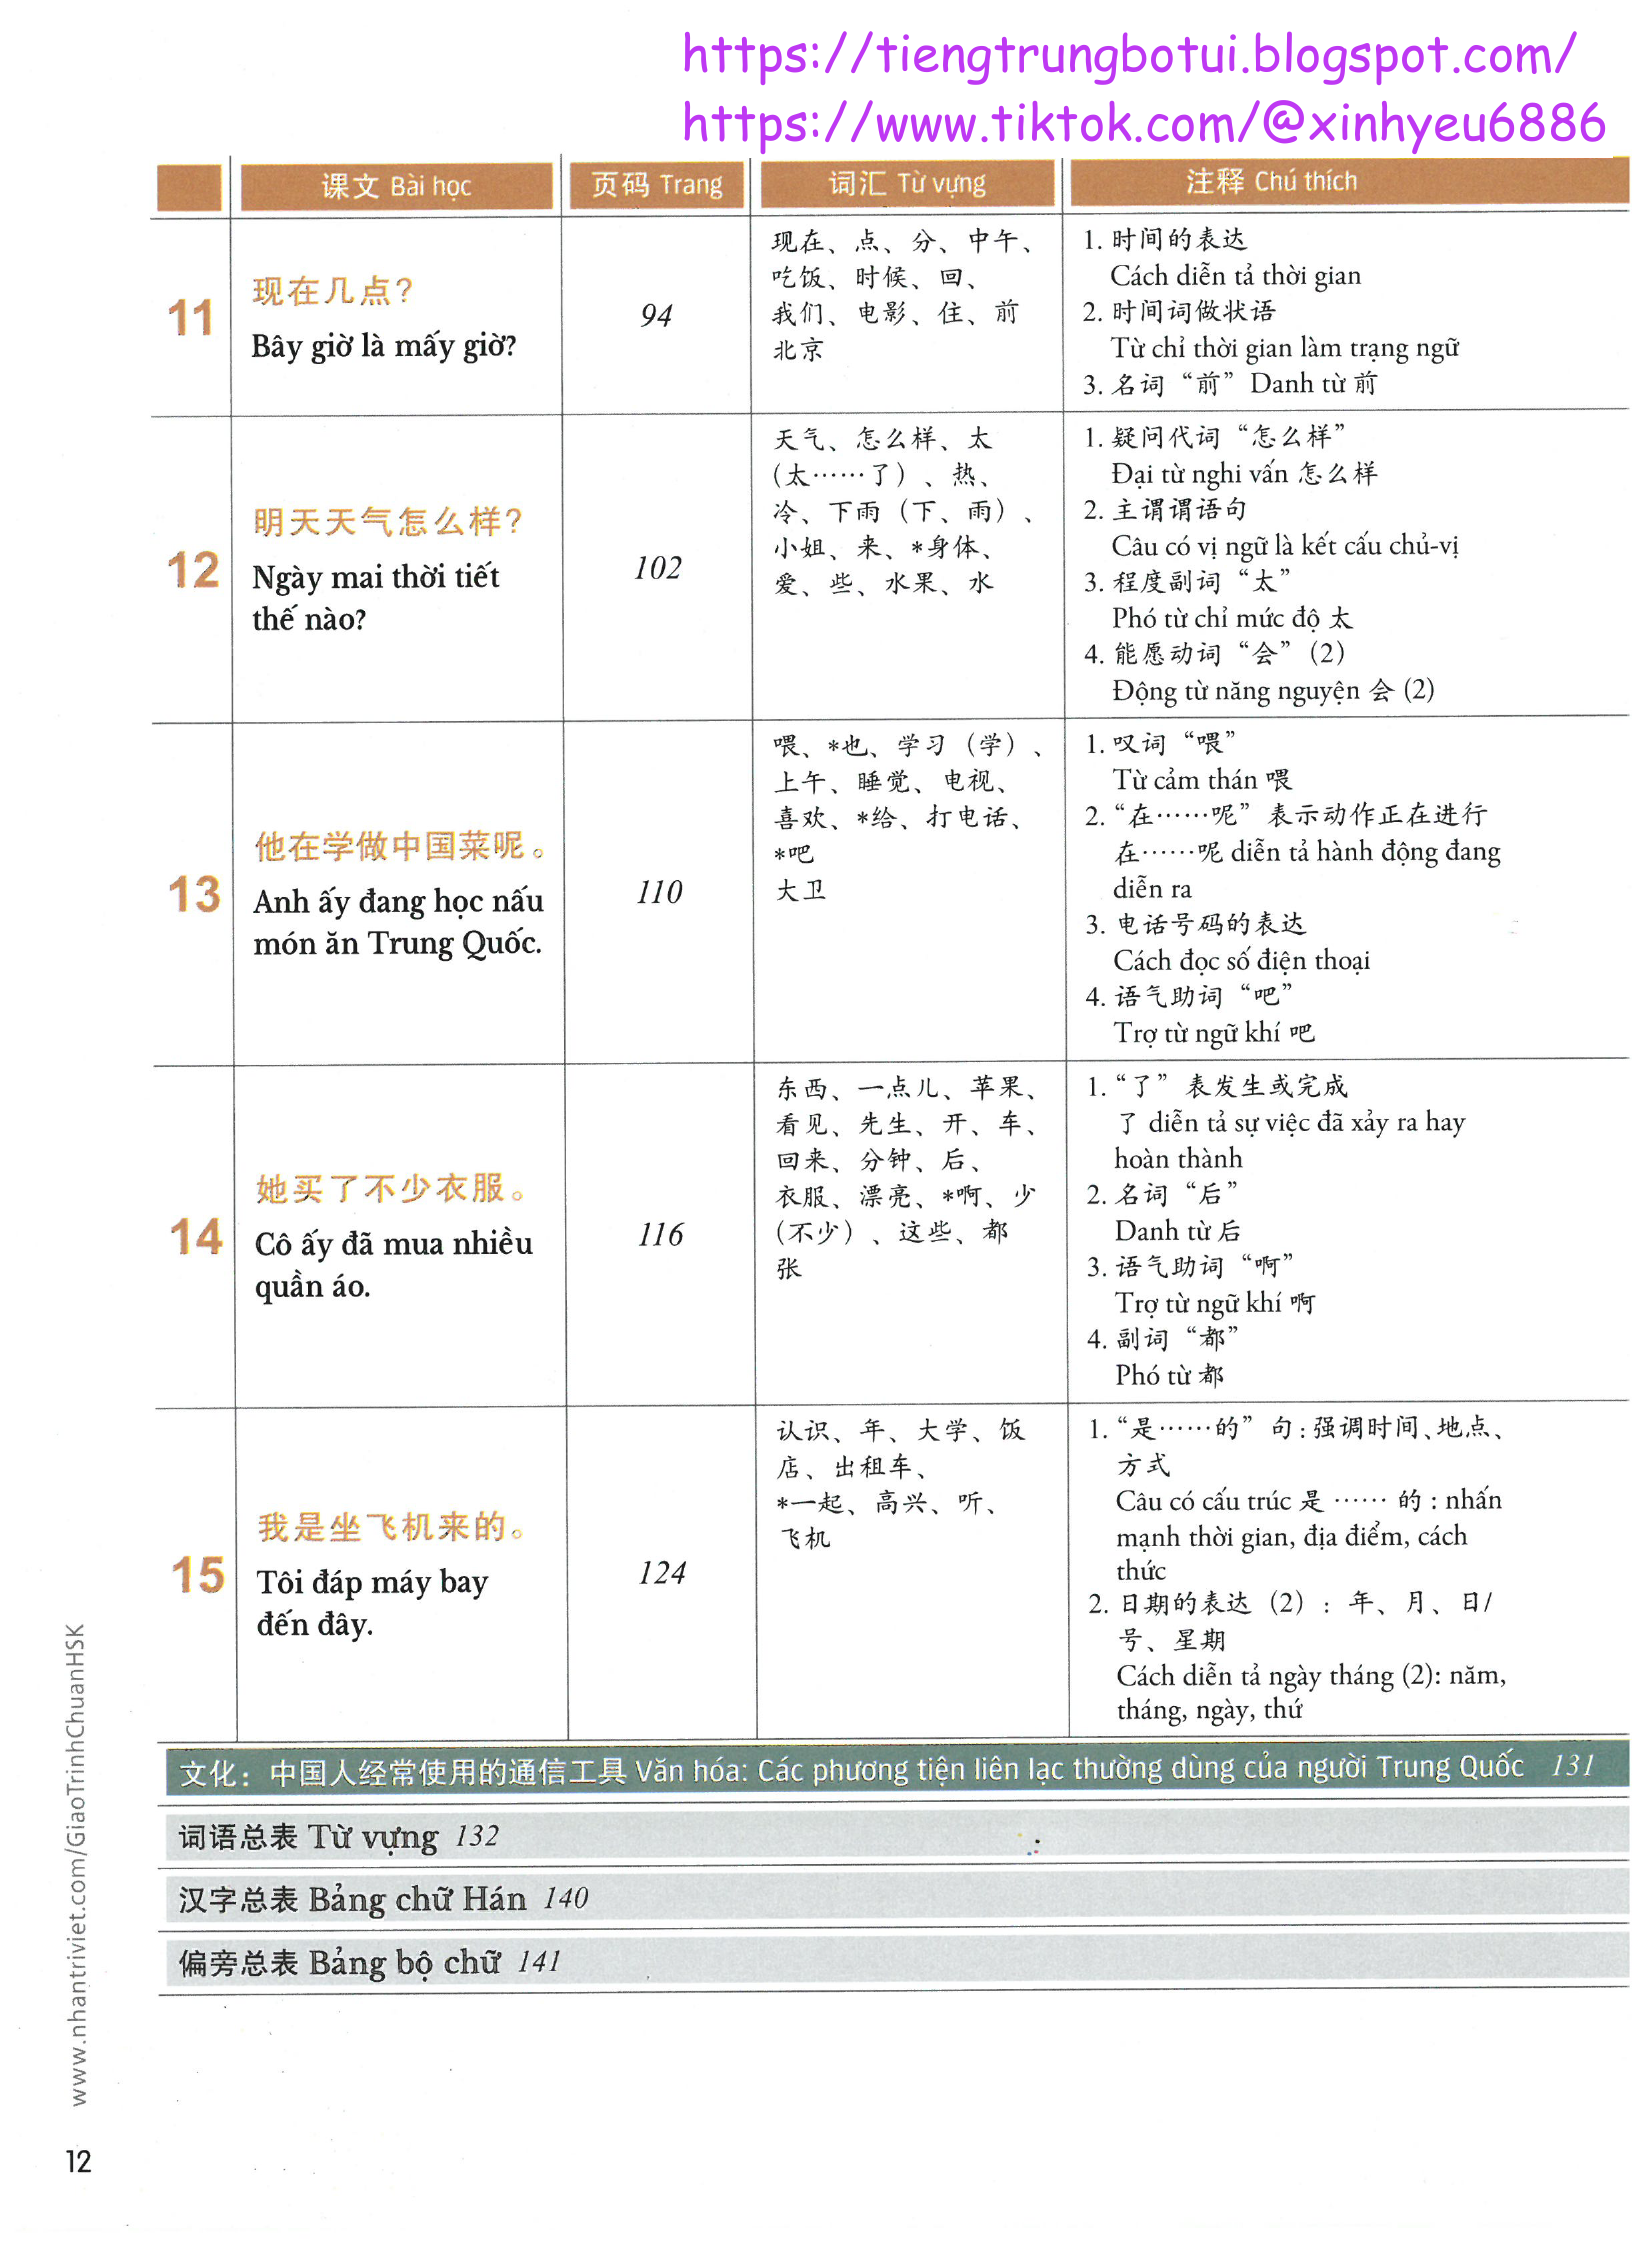 https://tiengtrungbotui.blogspot.com/
https://www.tiktok.com/@xinhyeu6886
课文 Bài học
页码 Trang
词汇 Từ vựng
注释 Chú thích
11
现在几点?
Bây giờ là mấy giờ?
94
现在、点、分、中午、
吃饭、时候、回、
我们、电影、住、前
北京
1. 时间的表达
Cách diễn tả thời gian
2. 时间词做状语
Từ chỉ thời gian làm trạng ngữ
3. 名词“前” Danh từ 前
12
明天天气怎么样?
Ngày mai thời tiết
thế nào?
102
天气、怎么样、太
(太……了)、热、
冷、下雨(下、雨)、
小姐、来、*身体、
爱、些、水果、水
1. 疑问代词“怎么样”
Đại từ nghi vấn 怎么样
2. 主谓谓语句
Câu có vị ngữ là kết cấu chủ-vị
3. 程度副词“太”
Phó từ chỉ mức độ 太
4. 能愿动词“会”(2)
Động từ năng nguyện 会 (2)
13
他在学做中国菜呢。
Anh ấy đang học nấu
món ăn Trung Quốc.
110
喂、*也、学习(学)、
上午、睡觉、电视、
喜欢、*给、打电话、
*吧
大卫
1. 叹词“喂”
Từ cảm thán 喂
2. “在……呢”表示动作正在进行
在……呢 diễn tả hành động đang
diễn ra
3. 电话号码的表达
Cách đọc số điện thoại
4. 语气助词“吧”
Trợ từ ngữ khí 吧
14
她买了不少衣服。
Cô ấy đã mua nhiều
quần áo.
116
东西、一点儿、苹果、
看见、先生、开、车、
回来、分钟、后、
衣服、漂亮、*啊、少
(不少)、这些、都
张
1. “了”表发生或完成
了 diễn tả sự việc đã xảy ra hay
hoàn thành
2. 名词“后”
Danh từ 后
3. 语气助词“啊”
Trợ từ ngữ khí 啊
4. 副词“都”
Phó từ 都
15
我是坐飞机来的。
Tôi đáp máy bay
đến đây.
124
认识、年、大学、饭
店、出租车、
*一起、高兴、听、
飞机
1. “是……的”句:强调时间、地点、
方式
Câu có cấu trúc 是 …… 的 : nhấn
mạnh thời gian, địa điểm, cách
thức
2. 日期的表达(2): 年、月、日/
号、星期
Cách diễn tả ngày tháng (2): năm,
tháng, ngày, thứ
文化: 中国人经常使用的通信工具 Văn hóa: Các phương tiện liên lạc thường dùng của người Trung Quốc 131
词语总表 Từ vựng 132
汉字总表 Bảng chữ Hán 140
偏旁总表 Bảng bộ chữ 141
www.nhantriviet.com/GiaoTrinhChuanHSK
12